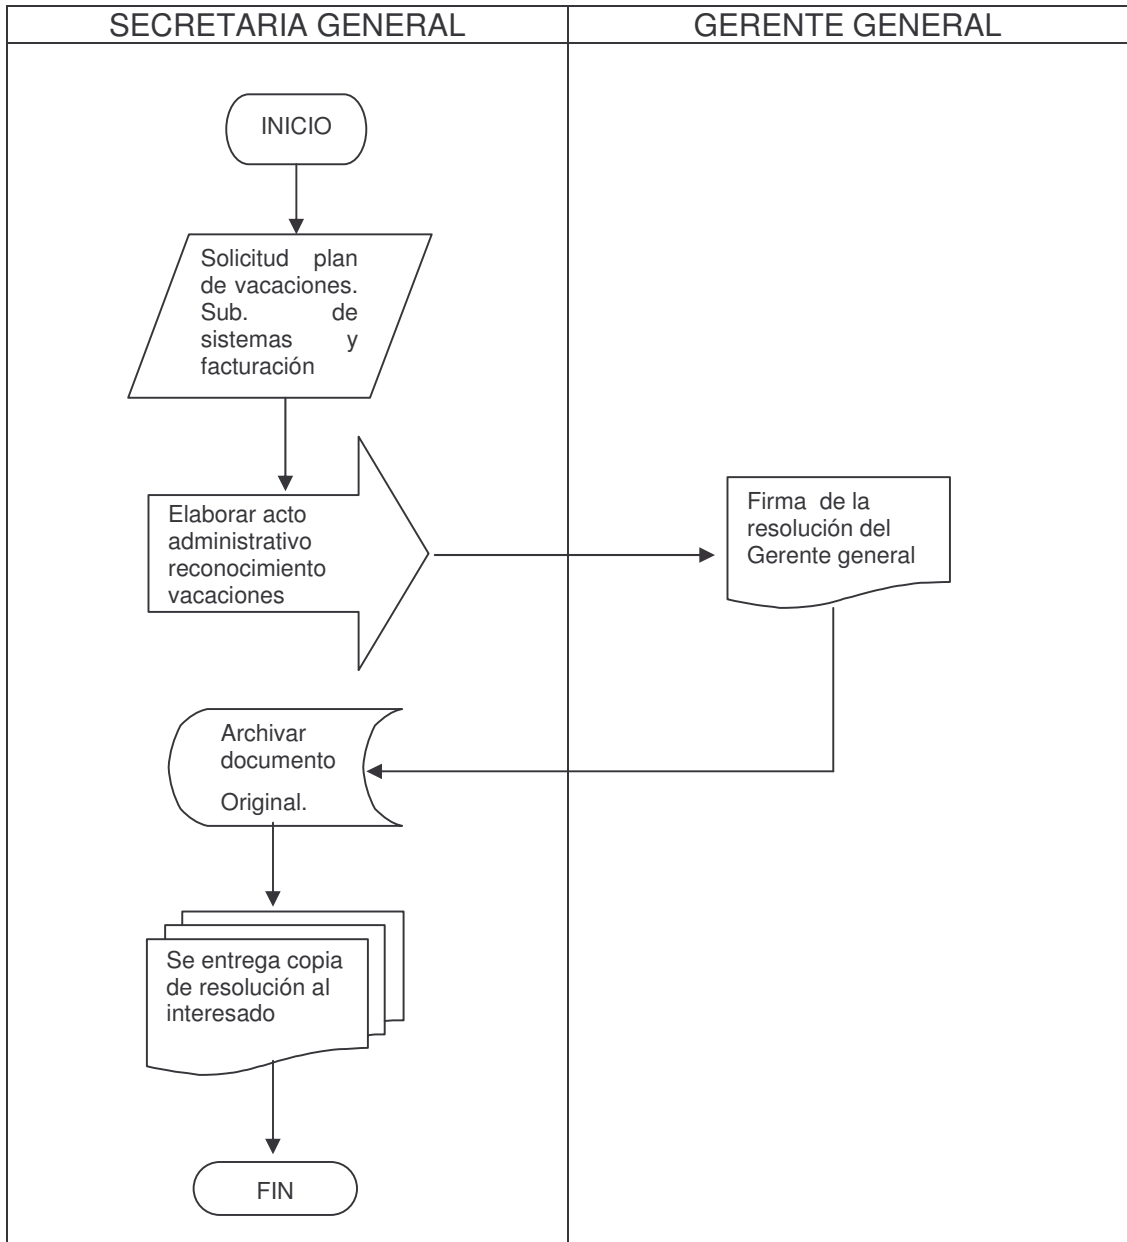 SECRETARIA GENERAL
GERENTE GENERAL
INICIO
Solicitud plan
de vacaciones.
Sub. de
sistemas y
facturación
Elaborar acto
administrativo
reconocimiento
vacaciones
Firma de la
resolución del
Gerente general
Archivar
documento
Original.
Se entrega copia
de resolución al
interesado
FIN